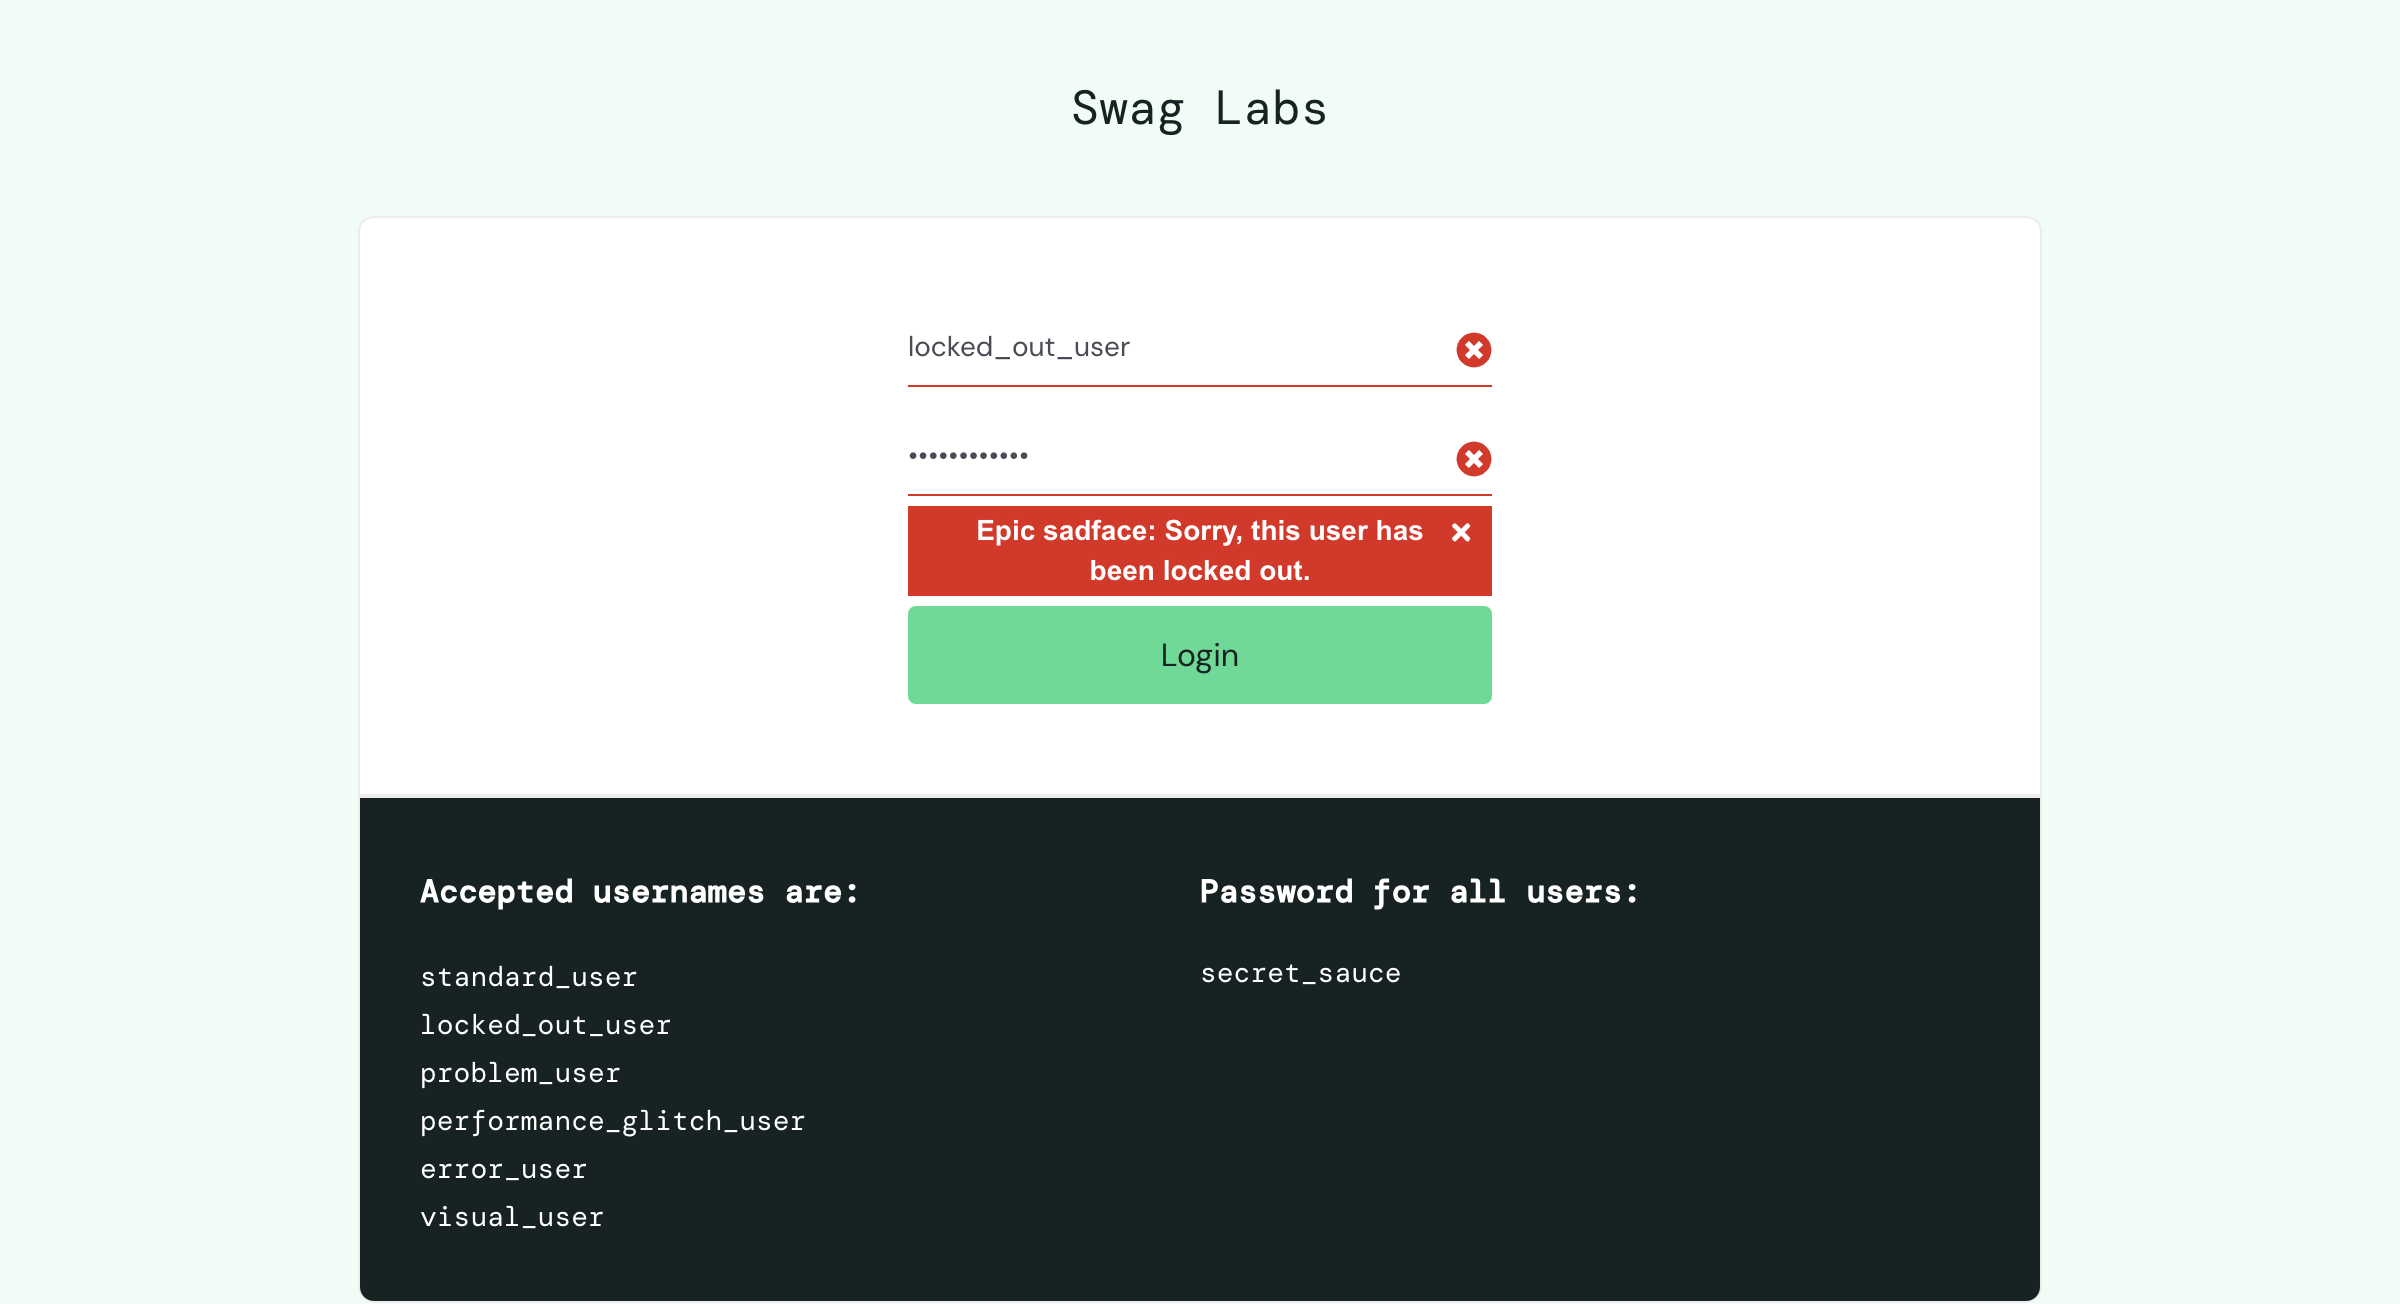 Swag Labs
locked_out_user
••••••••••••
Epic sadface: Sorry, this user has
been locked out.
Login
Accepted usernames are:
standard_user
locked_out_user
problem_user
performance_glitch_user
error_user
visual_user
Password for all users:
secret_sauce